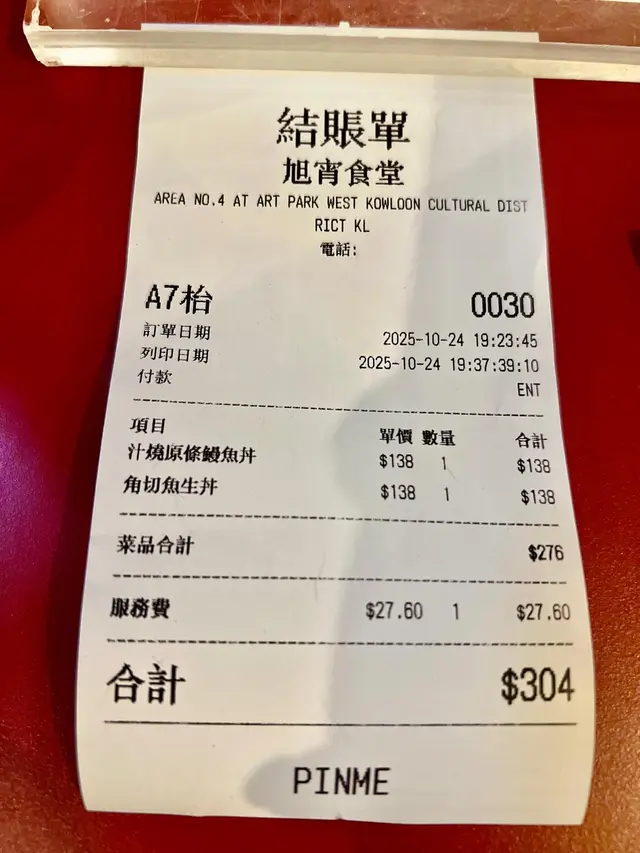 結賬單
旭宵食堂
AREA NO.4 AT ART PARK WEST KOWLOON CULTURAL DIST
RICT KL
電話:
A7枱 0030
訂單日期 2025-10-24 19:23:45
列印日期 2025-10-24 19:37:39:10
付款 ENT
項目 單價 數量 合計
汁燒原條鰻魚丼 $138 1 $138
角切魚生丼 $138 1 $138
菜品合計 $276
服務費 $27.60 1 $27.60
合計 $304
PINME